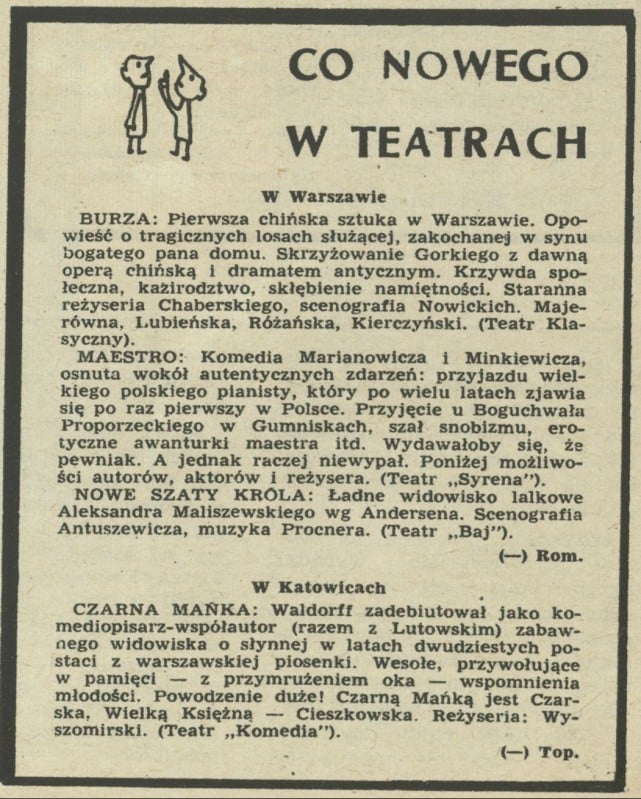 CO NOWEGO
W TEATRACH
W Warszawie
BURZA: Pierwsza chińska sztuka w Warszawie. Opo-
wieść o tragicznych losach służącej, zakochanej w synu
bogatego pana domu. Skrzyżowanie Gorkiego z dawną
operą chińską i dramatem antycznym. Krzywda spo-
łeczna, kazirodztwo, skłębienie namiętności. Staranna
reżyseria Chaberskiego, scenografia Nowickich. Maje-
równa, Lubieńska, Różańska, Kierczyński. (Teatr Kla-
syczny).
MAESTRO: Komedia Marianowicza i Minkiewicza,
osnuta wokół autentycznych zdarzeń: przyjazdu wiel-
kiego polskiego pianisty, który po wielu latach zjawia
się po raz pierwszy w Polsce. Przyjęcie u Boguchwała
Proporzeckiego w Gumniskach, szał snobizmu, ero-
tyczne awanturki maestra itd. Wydawałoby się, że
pewniak. A jednak raczej niewypał. Poniżej możliwo-
ści autorów, aktorów i reżysera. (Teatr „Syrena").
NOWE SZATY KRÓLA: Ładne widowisko lalkowe
Aleksandra Maliszewskiego wg Andersena. Scenografia
Antuszewicza, muzyka Procnera. (Teatr „Baj").
(—) Rom.
W Katowicach
CZARNA MAŃKA: Waldorff zadebiutował jako ko-
mediopisarz-współautor (razem z Lutowskim) zabaw-
nego widowiska o słynnej w latach dwudziestych po-
staci z warszawskiej piosenki. Wesołe, przywołujące
w pamięci — z przymrużeniem oka — wspomnienia
młodości. Powodzenie duże! Czarną Mańką jest Czar-
ska, Wielką Księżną — Cieszkowska. Reżyseria: Wy-
szomirski. (Teatr „Komedia").
(—) Top.